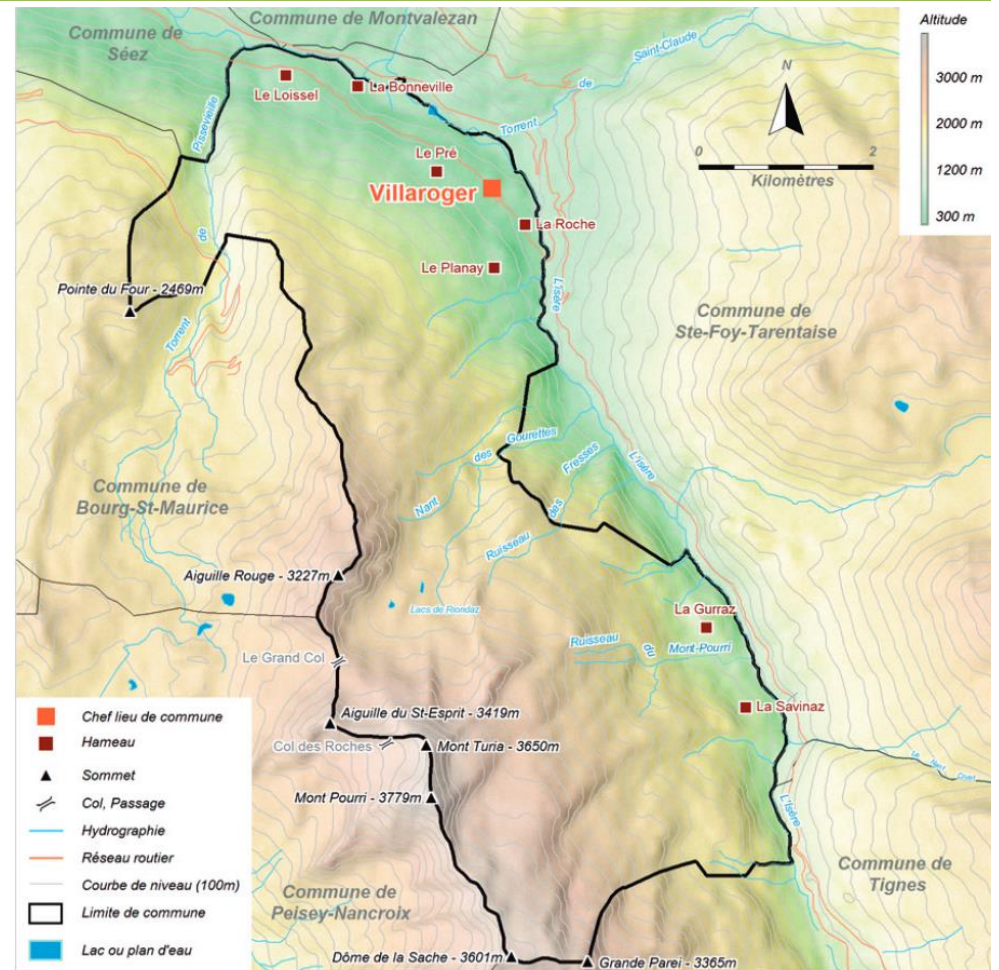 Commune de Montvalezan
Commune de
Séez
Saint-Claude
de
Torrent
Altitude
3000 m
2000 m
1200 m
300 m
N
0
2
Kilomètres
Le Loissel
La Bonneville
Pissevieille
de
Torrent
Le Pré
Villaroger
La Roche
Le Planay
L'Isère
Pointe du Four - 2469m
Commune de
Ste-Foy-Tarentaise
Nant
des
Gourettes
Ruisseau
des
Fresses
L'Isère
Commune de
Bourg-St-Maurice
Aiguille Rouge - 3227m
Lacs de Riondaz
La Gurraz
Ruisseau
du
Mont-Pourri
Le Grand Col
La Savinaz
Aiguille du St-Esprit - 3419m
Col des Roches
Mont Turia - 3650m
Mont Pourri - 3779m
L'Isère
Commune de
Tignes
Commune de
Peisey-Nancroix
Dôme de la Sache - 3601m
Grande Parei - 3365m
Chef lieu de commune
Hameau
Sommet
Col, Passage
Hydrographie
Réseau routier
Courbe de niveau (100m)
Limite de commune
Lac ou plan d'eau